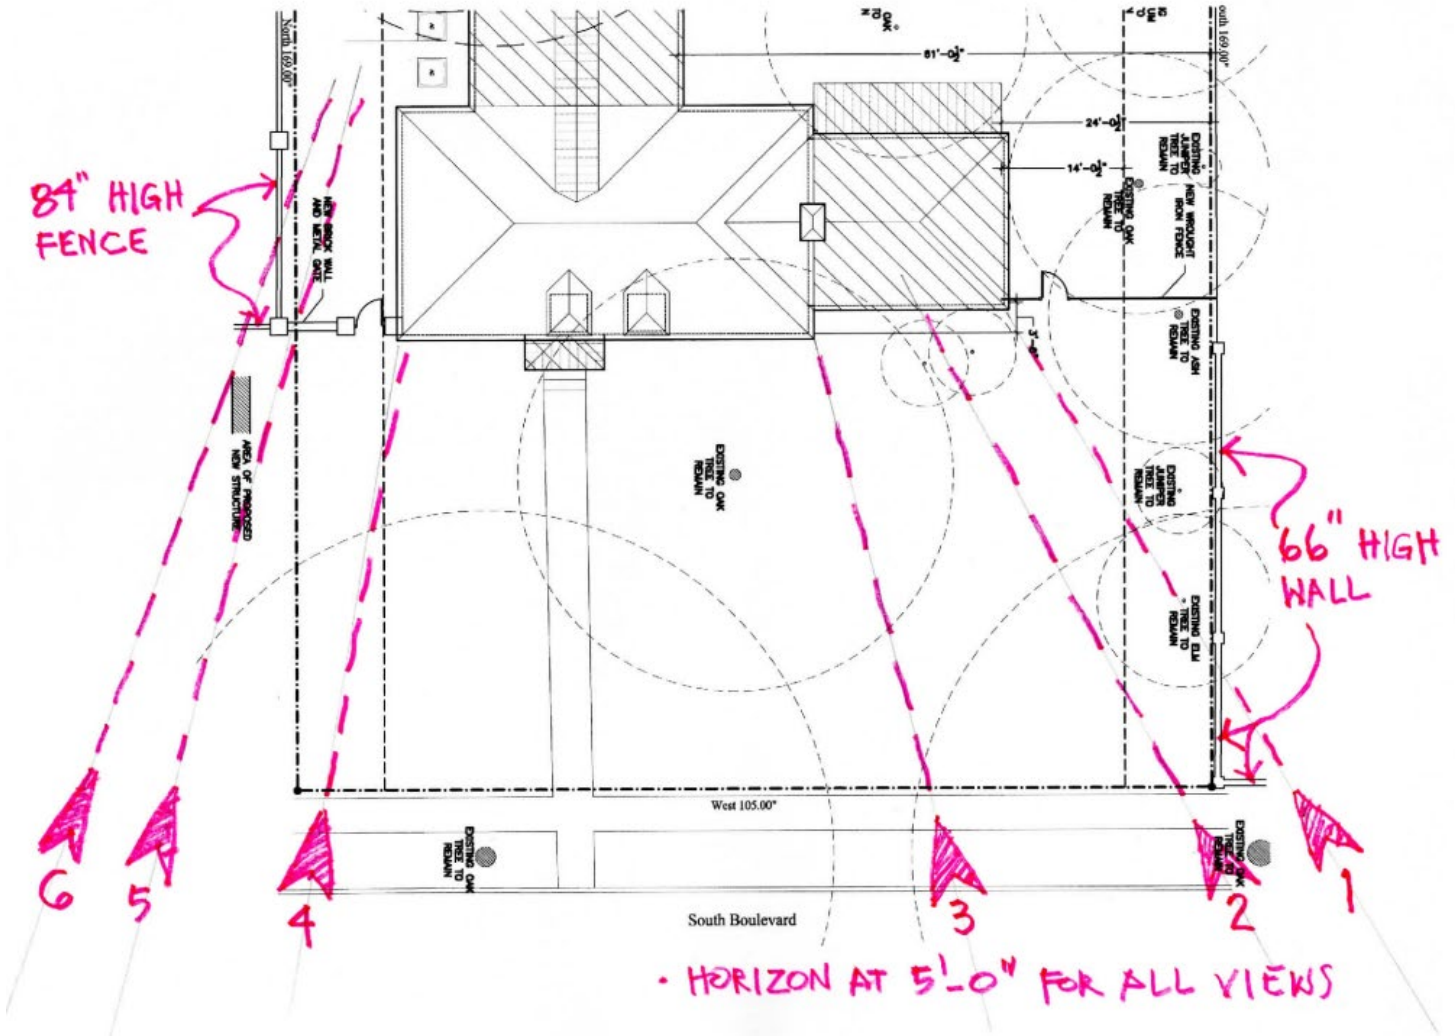 OAK
TO
North 169.00"
South 169.00"
61'-0½"
24'-0½"
14'-0½"
EXISTING
JUNIPER
TREE TO
REMAIN
EXISTING OAK
TREE TO
REMAIN
NEW WROUGHT
IRON FENCE
84" HIGH
FENCE
NEW BRICK WALL
AND METAL GATE
3'-0"
EXISTING ASH
TREE TO
REMAIN
AREA OF PROPOSED
NEW STRUCTURE
EXISTING OAK
TREE TO
REMAIN
EXISTING
JUNIPER
TREE TO
REMAIN
66" HIGH
WALL
EXISTING ELM
TREE TO
REMAIN
West 105.00"
EXISTING OAK
TREE TO
REMAIN
EXISTING OAK
TREE TO
REMAIN
6
5
4
3
2
1
South Boulevard
• HORIZON AT 5'-0" FOR ALL VIEWS